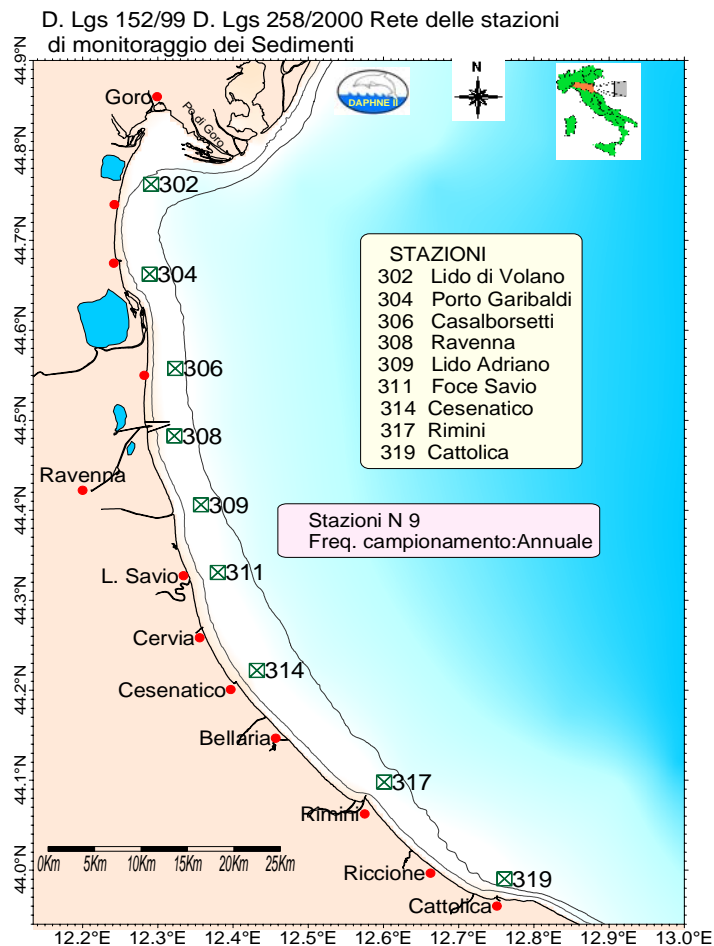 D. Lgs 152/99 D. Lgs 258/2000 Rete delle stazioni
di monitoraggio dei Sedimenti
44.9°N
44.8°N
44.7°N
44.6°N
44.5°N
44.4°N
44.3°N
44.2°N
44.1°N
44.0°N
Goro
Po di Goro
DAPHNE II
N
302
304
306
308
309
311
314
317
319
STAZIONI
302 Lido di Volano
304 Porto Garibaldi
306 Casalborsetti
308 Ravenna
309 Lido Adriano
311 Foce Savio
314 Cesenatico
317 Rimini
319 Cattolica
Stazioni N 9
Freq. campionamento:Annuale
Ravenna
L. Savio
Cervia
Cesenatico
Bellaria
Rimini
Riccione
Cattolica
0Km 5Km 10Km 15Km 20Km 25Km
12.2°E 12.3°E 12.4°E 12.5°E 12.6°E 12.7°E 12.8°E 12.9°E 13.0°E